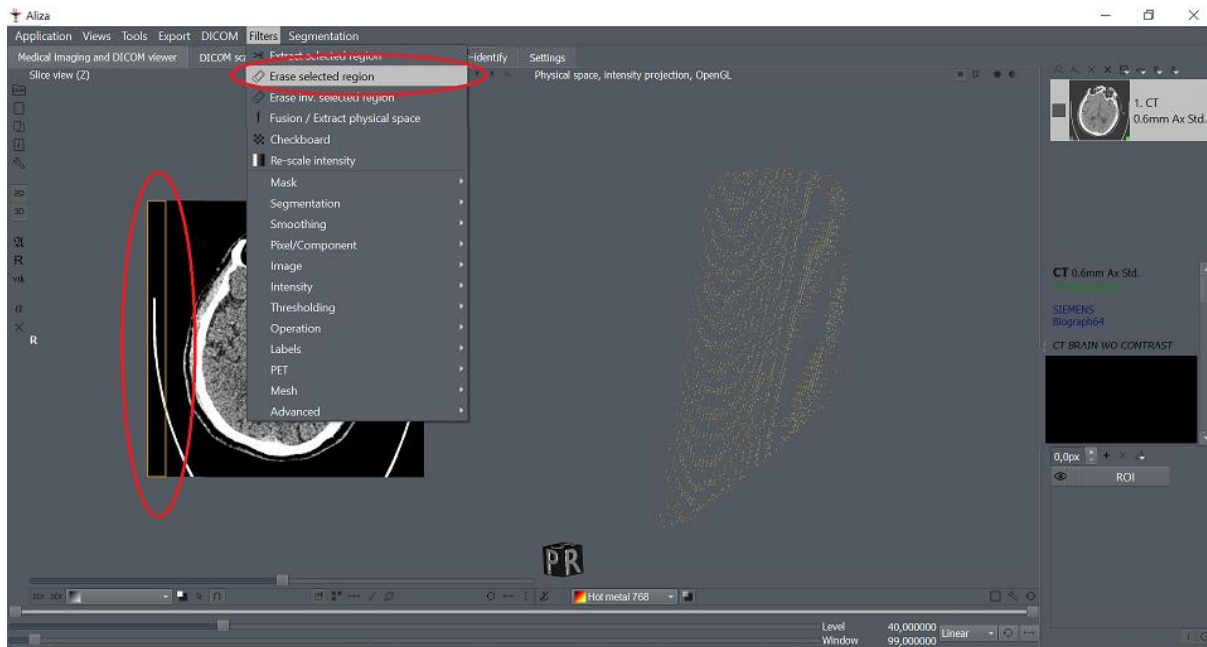 Aliza
Application Views Tools Export DICOM Filters Segmentation
Medical Imaging and DICOM viewer DICOM -identify Settings
Slice view (Z)
Extract selected region
Erase selected region
Erase inv. selected region
Fusion / Extract physical space
Checkboard
Re-scale intensity
Mask
Segmentation
Smoothing
Pixel/Component
Image
Intensity
Thresholding
Operation
Labels
PET
Mesh
Advanced
Physical space, intensity projection, OpenGL
1. CT
0.6mm Ax Std.
2D
3D
R
vtk
a
R
CT 0.6mm Ax Std.
SIEMENS
Biograph64
CT BRAIN WO CONTRAST
0,0px
ROI
PR
Hot metal 768
Level 40,000000
Window 99,000000
Linear